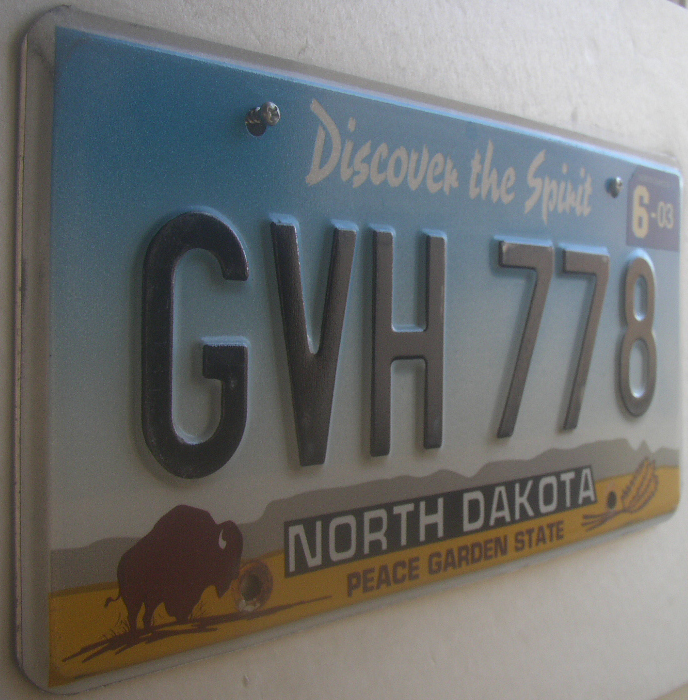 Discover the Spirit
6-03
GVH 778
NORTH DAKOTA
PEACE GARDEN STATE